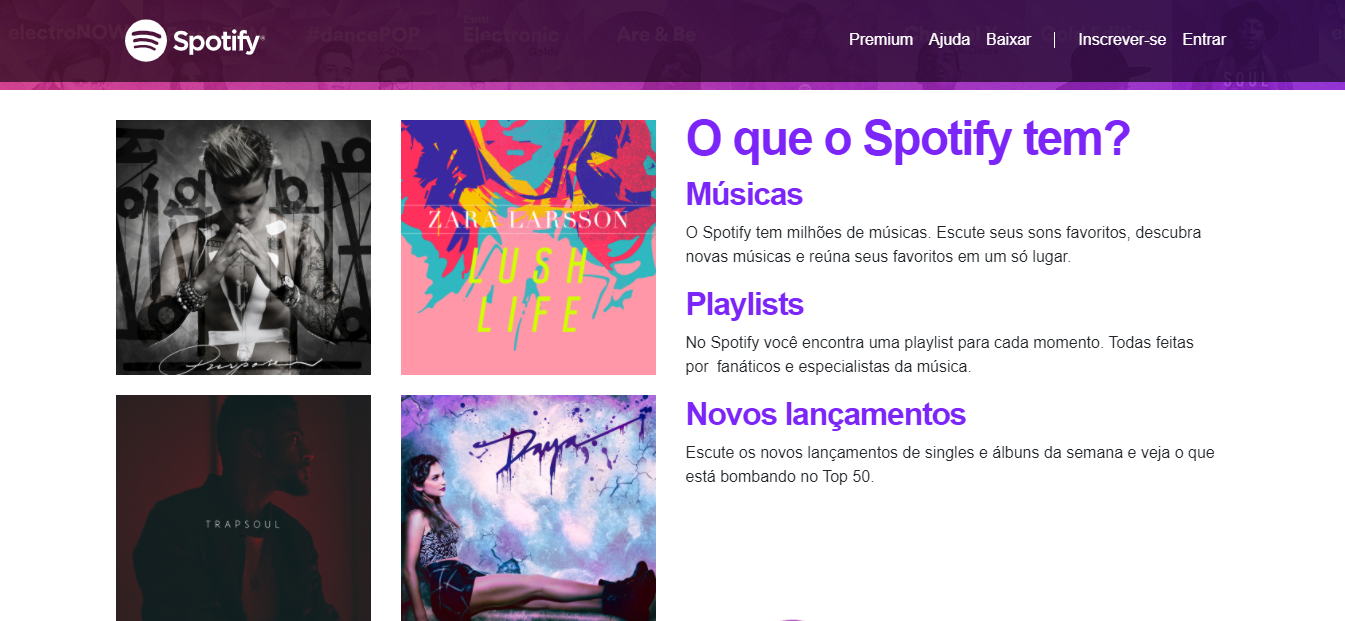 electroNOW
#dancePOP
Electronic
Are & Be
Spotify
Premium Ajuda Baixar | Inscrever-se Entrar
SOUL
O que o Spotify tem?
Músicas
O Spotify tem milhões de músicas. Escute seus sons favoritos, descubra
novas músicas e reúna seus favoritos em um só lugar.
Playlists
No Spotify você encontra uma playlist para cada momento. Todas feitas
por fanáticos e especialistas da música.
Novos lançamentos
Escute os novos lançamentos de singles e álbuns da semana e veja o que
está bombando no Top 50.
Purpose
ZARA LARSSON
LUSH
LIFE
TRAPSOUL
Daya